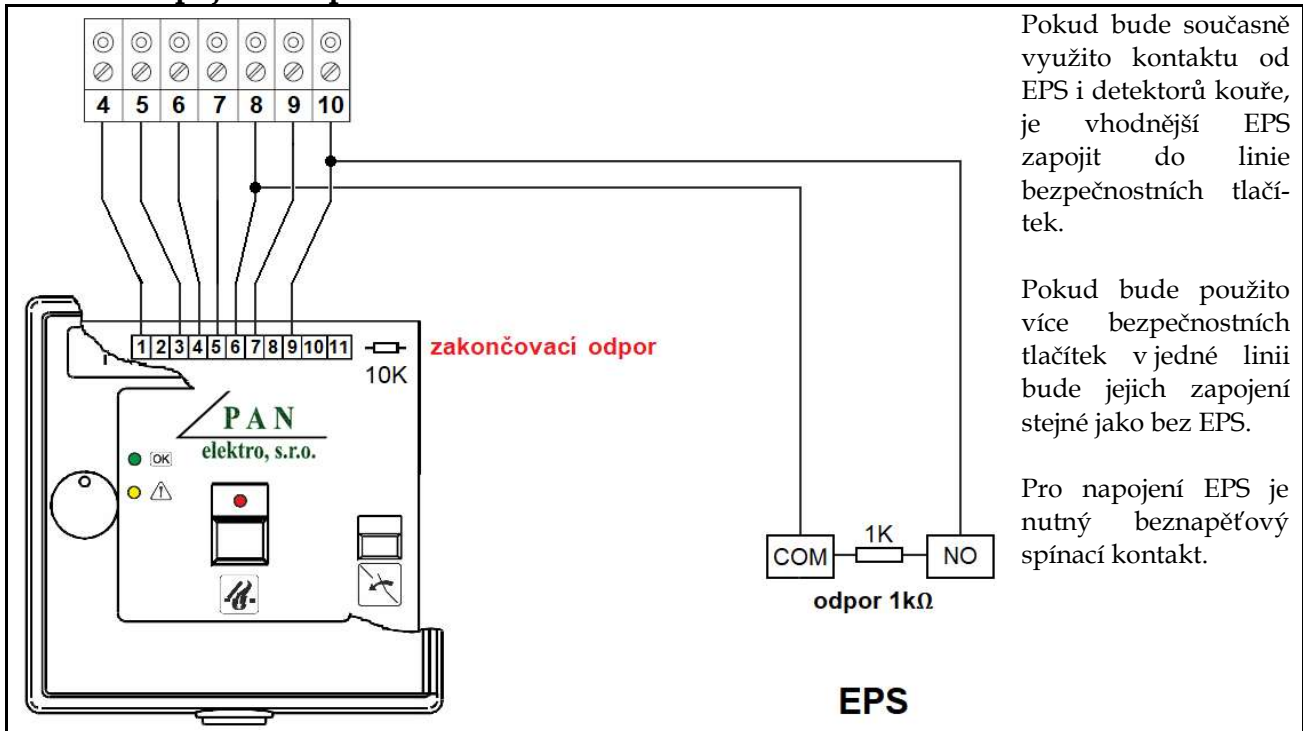 4 5 6 7 8 9 10
1 2 3 4 5 6 7 8 9 10 11
zakončovací odpor
10K
PAN
elektro, s.r.o.
OK
1K
COM
NO
odpor 1kΩ
EPS
Pokud bude současně
využito kontaktu od
EPS i detektorů kouře,
je vhodnější EPS
zapojit do linie
bezpečnostních tlačí-
tek.
Pokud bude použito
více bezpečnostních
tlačítek v jedné linii
bude jejich zapojení
stejné jako bez EPS.
Pro napojení EPS je
nutný beznapěťový
spínací kontakt.